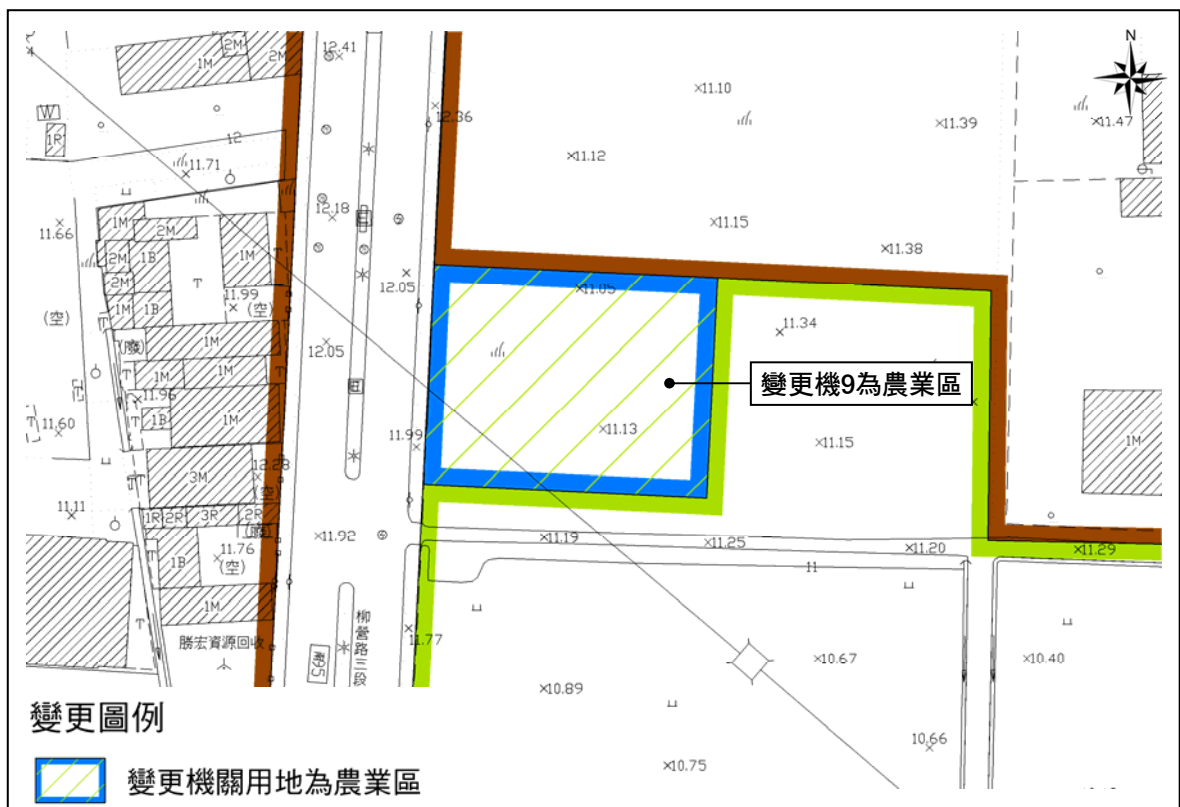 N
12.41
2M
1M
2M
4
×11.10
12.36
×11.39
×11.47
W
1R
12
×11.12
×11.71
12.18
×11.15
1M
2M
11.66
2M
1B
1M
×11.38
2M
12.05
×11.05
1M
1B
11.99
(空)
(空)
×11.34
(廢)
1M
12.05
1M
1M
變更機9為農業區
11.96
1B
1M
11.60
11.99
×11.13
×11.15
1M
3M
12.28
(空)
11.11
1R
2R
3R
2R
(廢)
×11.92
×11.19
×11.25
×11.20
×11.29
1B
11.76
(空)
11
1M
柳營路三段
11.77
勝宏資源回收
南95
×10.67
×10.40
×10.89
10.66
×10.75
變更圖例
變更機關用地為農業區